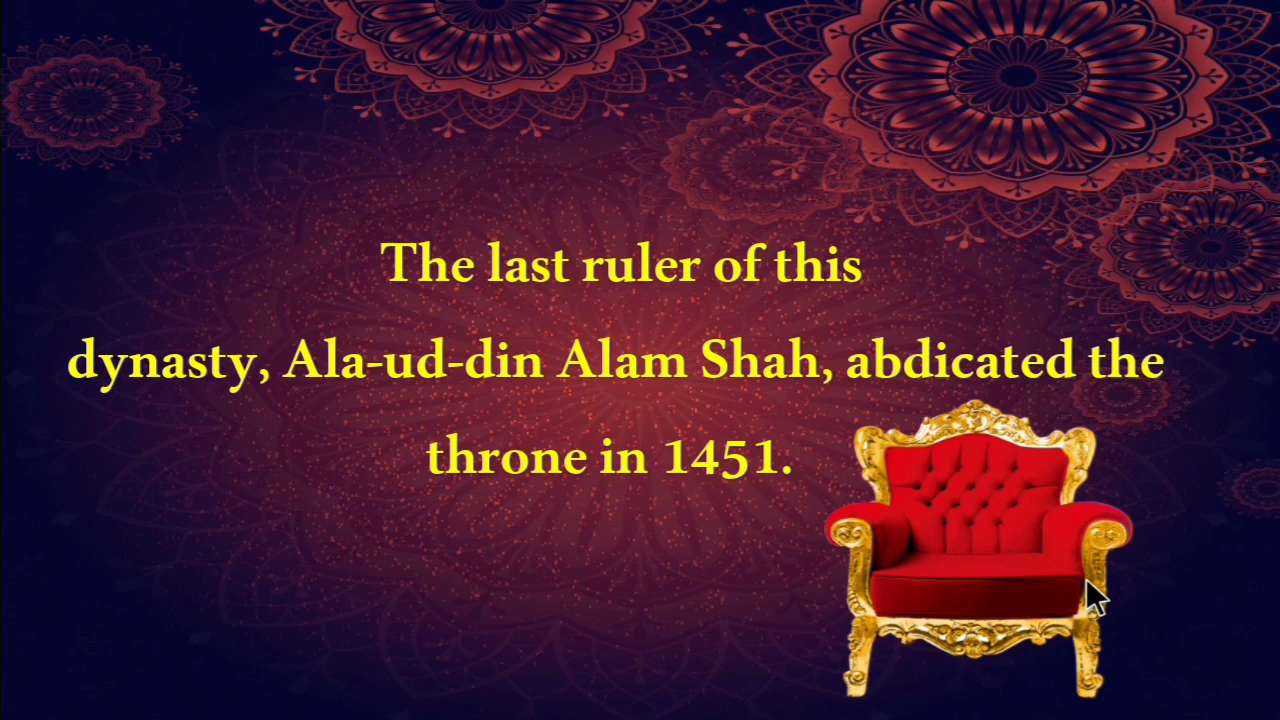 The last ruler of this
dynasty, Ala-ud-din Alam Shah, abdicated the
throne in 1451.